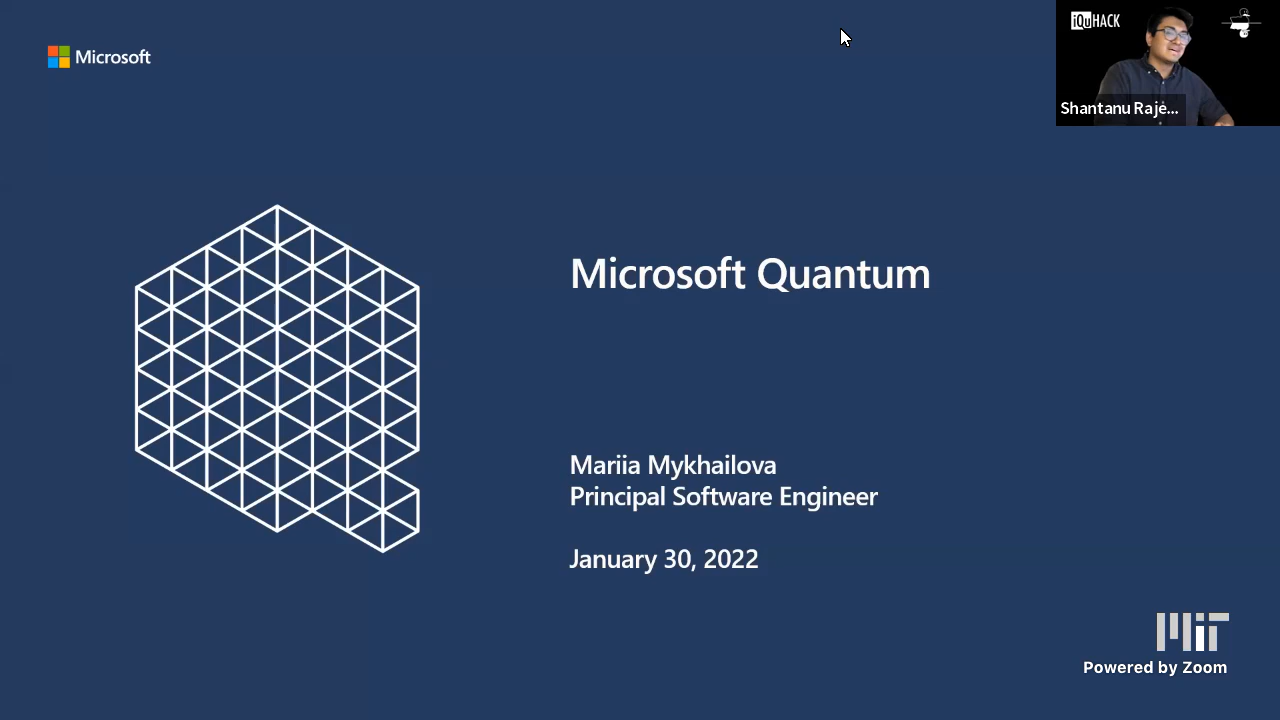 Microsoft
iQuHACK
Shantanu Raje...
Microsoft Quantum
Mariia Mykhailova
Principal Software Engineer
January 30, 2022
MIT
Powered by Zoom